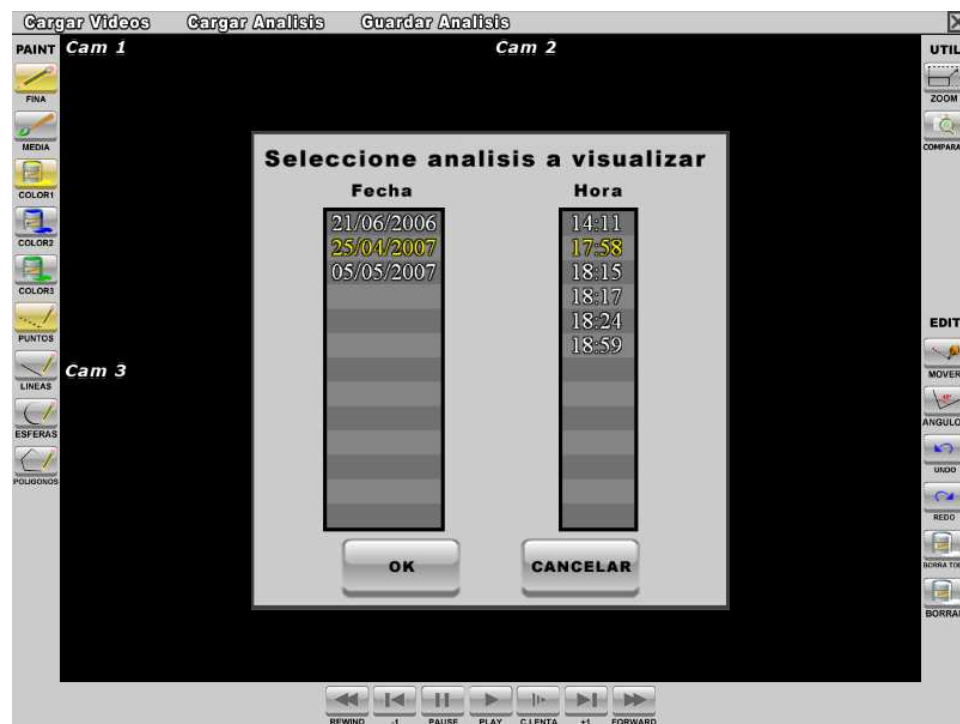 Cargar Videos Cargar Analisis Guardar Analisis
PAINT
Cam 1
Cam 2
UTIL
FINA
ZOOM
MEDIA
COMPARA
COLOR1
COLOR2
COLOR3
PUNTOS
LINEAS
ESFERAS
POLIGONOS
Cam 3
Seleccione analisis a visualizar
Fecha Hora
21/06/2006 14:11
25/04/2007 17:58
05/05/2007 18:15
18:17
18:24
18:59
OK CANCELAR
EDIT
MOVER
ANGULO
UNDO
REDO
BORRA TOD
BORRAR
REWIND -1 PAUSE PLAY C.LENTA +1 FORWARD